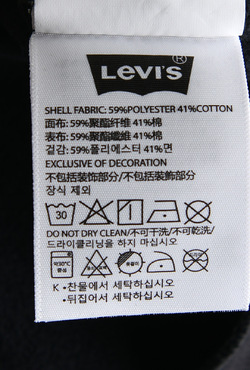 LEVI'S®
SHELL FABRIC: 59%POLYESTER 41%COTTON
面布: 59%聚酯纤维 41%棉
表布: 59%聚酯纖維 41%棉
겉감: 59%폴리에스터 41%면
EXCLUSIVE OF DECORATION
不包括装饰部分/不包括裝飾部分/
장식 제외
30
DO NOT DRY CLEAN/不可干洗/不可乾洗/
드라이클리닝을 하지 마십시오
약30℃
K • 찬물에서 세탁하십시오
• 뒤집어서 세탁하십시오